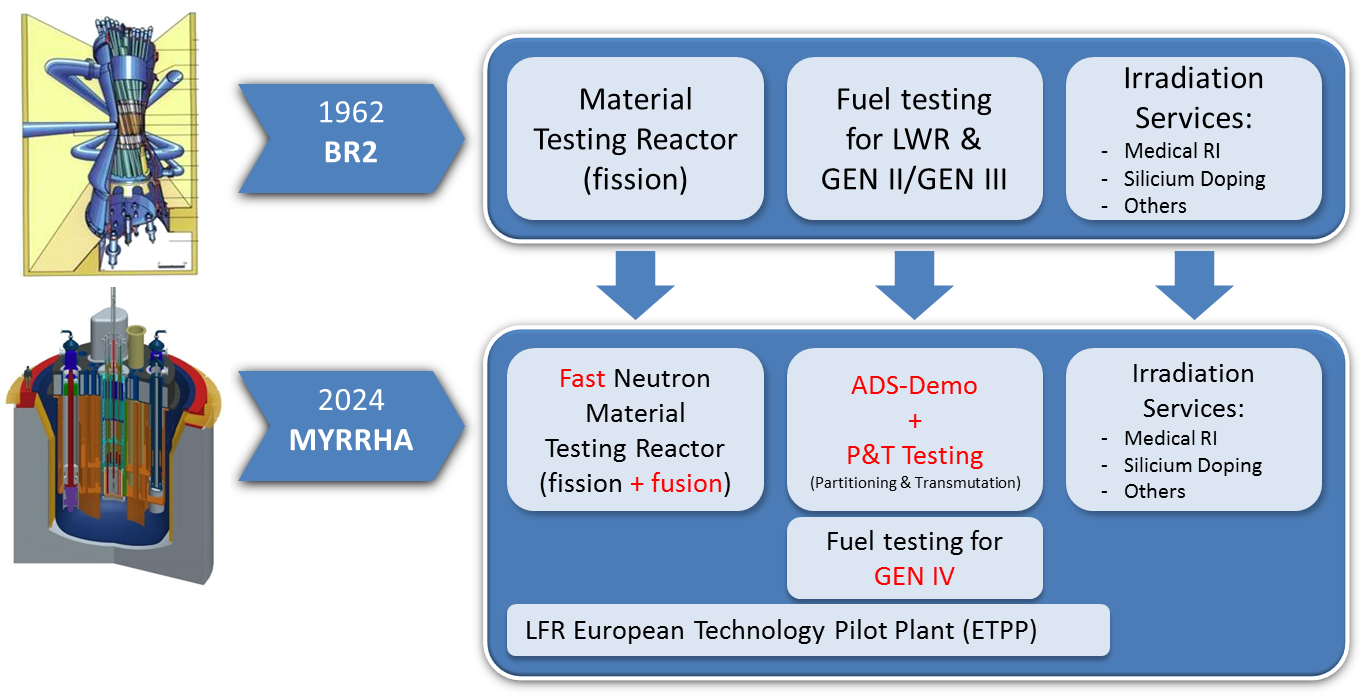 1962
BR2
Material
Testing Reactor
(fission)
Fuel testing
for LWR &
GEN II/GEN III
Irradiation
Services:
- Medical RI
- Silicium Doping
- Others
2024
MYRRHA
Fast Neutron
Material
Testing Reactor
(fission + fusion)
ADS-Demo
+
P&T Testing
(Partitioning & Transmutation)
Irradiation
Services:
- Medical RI
- Silicium Doping
- Others
Fuel testing for
GEN IV
LFR European Technology Pilot Plant (ETPP)